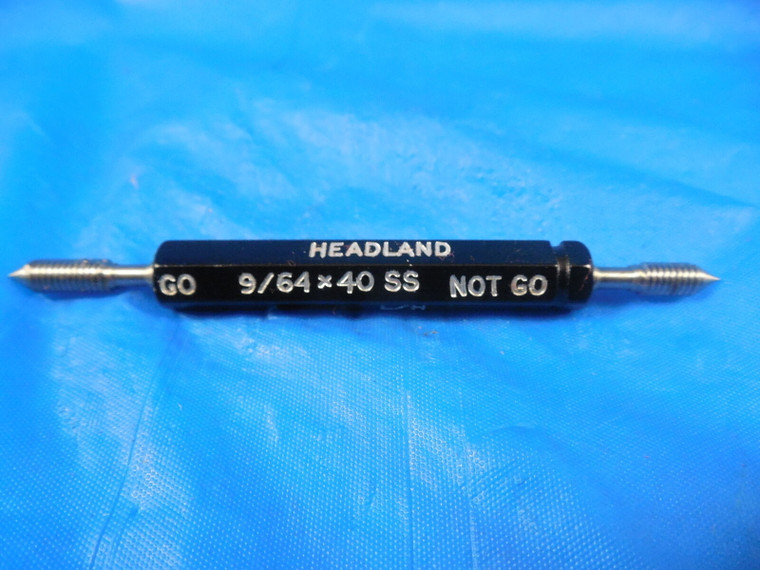 HEADLAND
GO 9/64 × 40 SS NOT GO